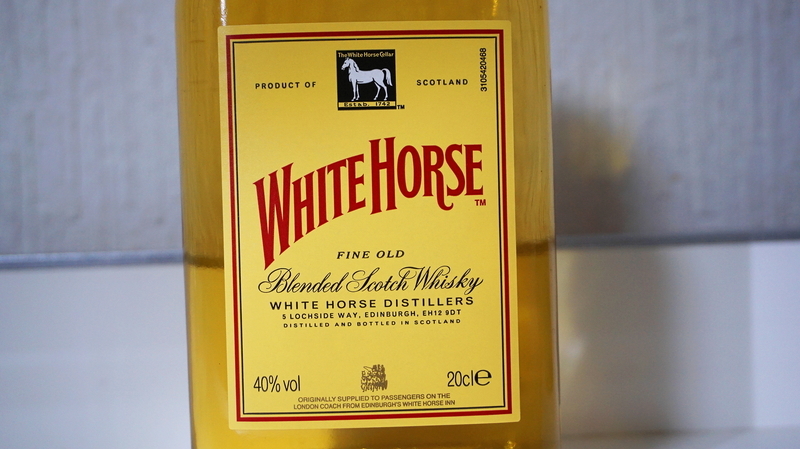 The White Horse Cellar
PRODUCT OF
SCOTLAND
Estab. 1742
TM
3105420468
WHITE HORSE
TM
FINE OLD
Blended Scotch Whisky
WHITE HORSE DISTILLERS
5 LOCHSIDE WAY, EDINBURGH, EH12 9DT
DISTILLED AND BOTTLED IN SCOTLAND
40% vol
20cl e
ORIGINALLY SUPPLIED TO PASSENGERS ON THE
LONDON COACH FROM EDINBURGH'S WHITE HORSE INN